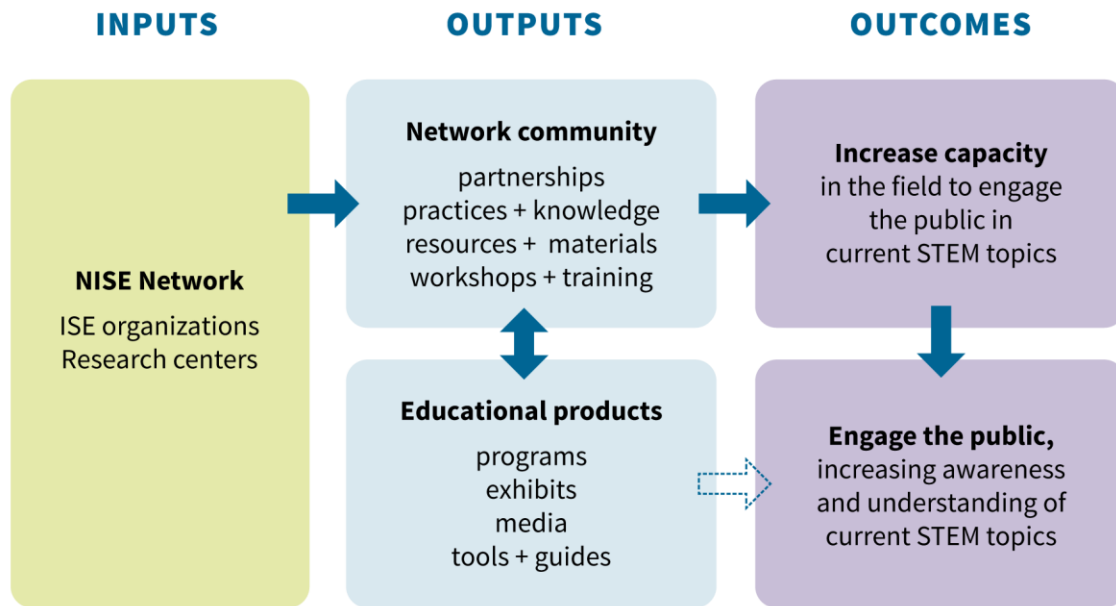 INPUTS
OUTPUTS
OUTCOMES
NISE Network
ISE organizations
Research centers
Network community
partnerships
practices + knowledge
resources + materials
workshops + training
Educational products
programs
exhibits
media
tools + guides
Increase capacity
in the field to engage
the public in
current STEM topics
Engage the public,
increasing awareness
and understanding of
current STEM topics